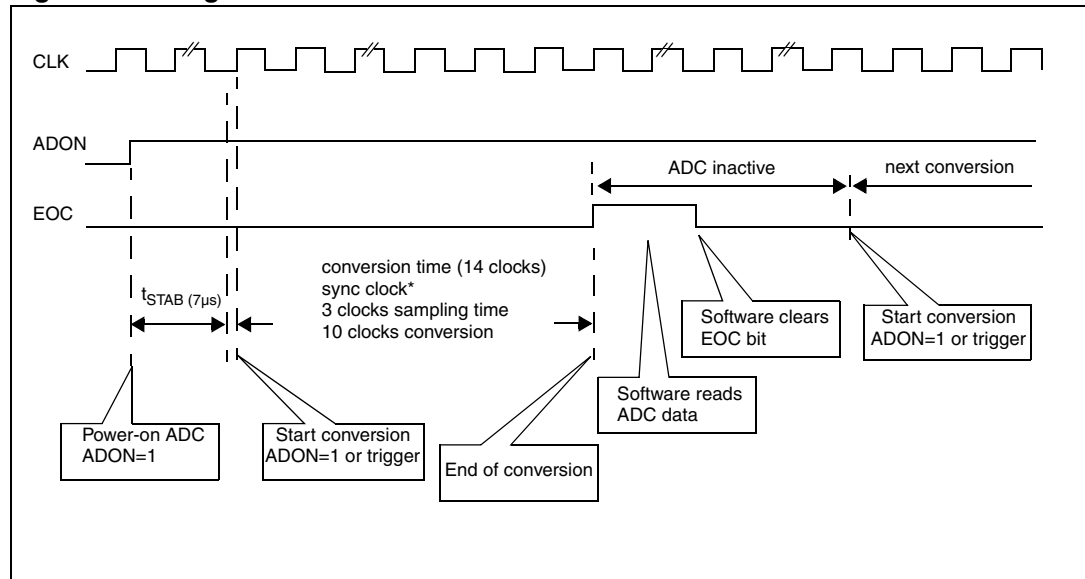 CLK
ADON
ADC inactive
next conversion
EOC
tSTAB (7µs)
conversion time (14 clocks)
sync clock*
3 clocks sampling time
10 clocks conversion
Software clears
EOC bit
Start conversion
ADON=1 or trigger
Software reads
ADC data
Power-on ADC
ADON=1
Start conversion
ADON=1 or trigger
End of conversion